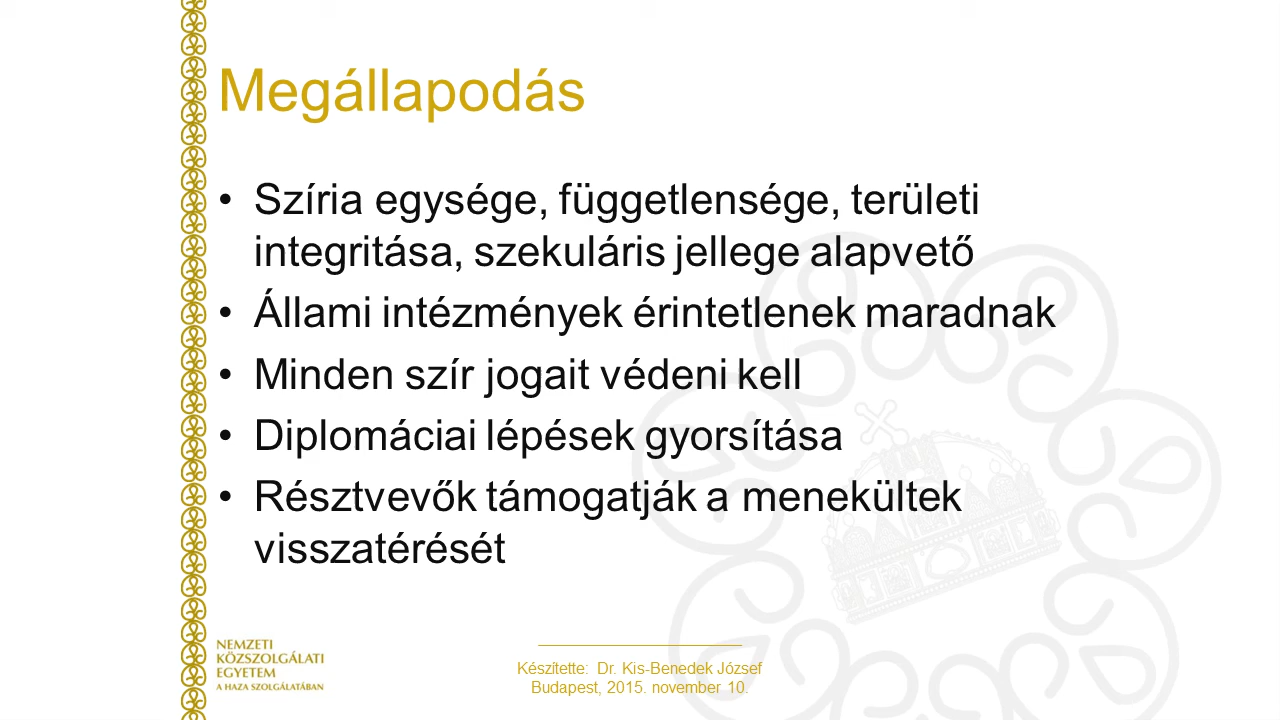 Megállapodás
• Szíria egysége, függetlensége, területi
integritása, szekuláris jellege alapvető
• Állami intézmények érintetlenek maradnak
• Minden szír jogait védeni kell
• Diplomáciai lépések gyorsítása
• Résztvevők támogatják a menekültek
visszatérését
NEMZETI
KÖZSZOLGÁLATI
EGYETEM
A HAZA SZOLGÁLATÁBAN
Készítette: Dr. Kis-Benedek József
Budapest, 2015. november 10.